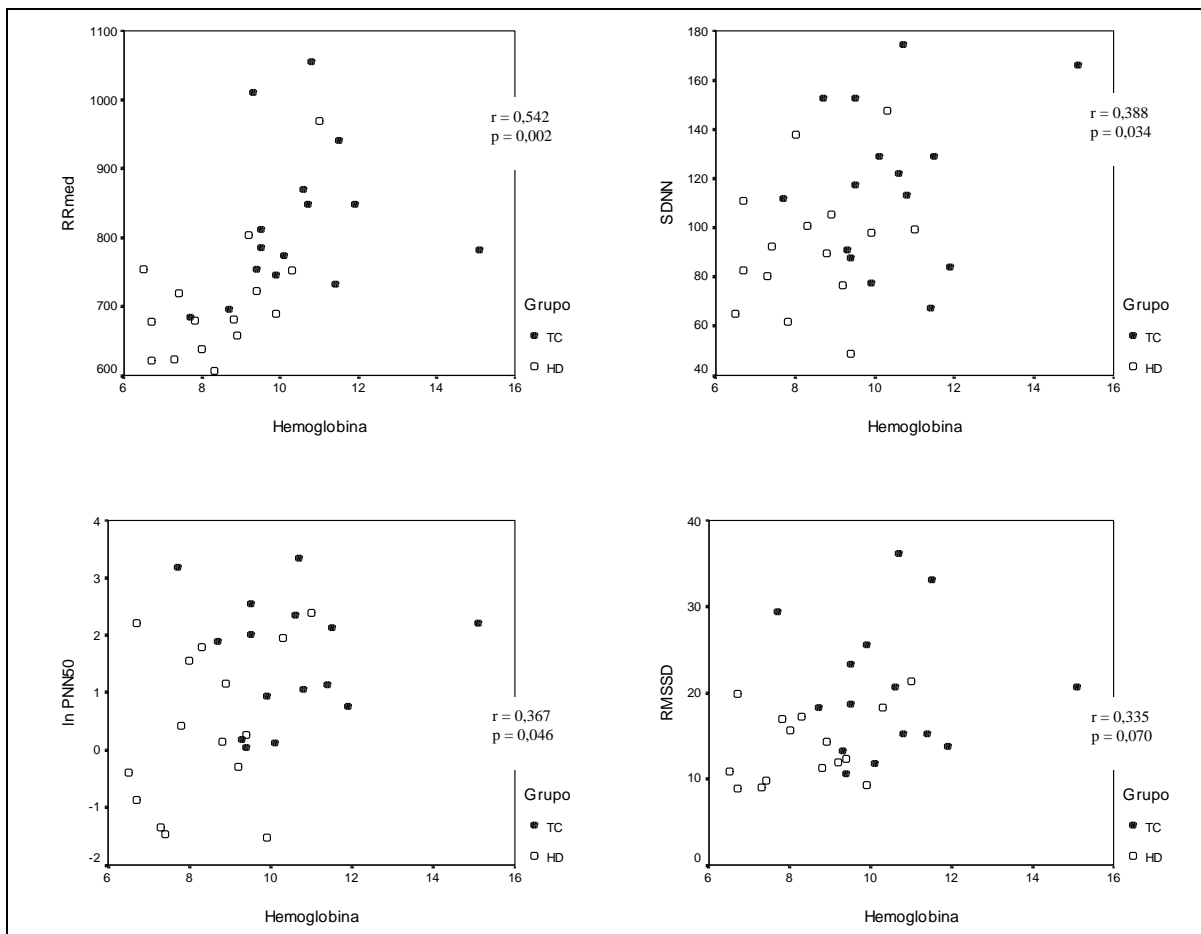 1100
1000
900
800
700
600
RRmed
6 8 10 12 14 16
Hemoglobina
r = 0,542
p = 0,002
Grupo
TC
HD
180
160
140
120
100
80
60
40
SDNN
6 8 10 12 14 16
Hemoglobina
r = 0,388
p = 0,034
Grupo
TC
HD
4
3
2
1
0
-1
-2
ln PNN50
6 8 10 12 14 16
Hemoglobina
r = 0,367
p = 0,046
Grupo
TC
HD
40
30
20
10
0
RMSSD
6 8 10 12 14 16
Hemoglobina
r = 0,335
p = 0,070
Grupo
TC
HD